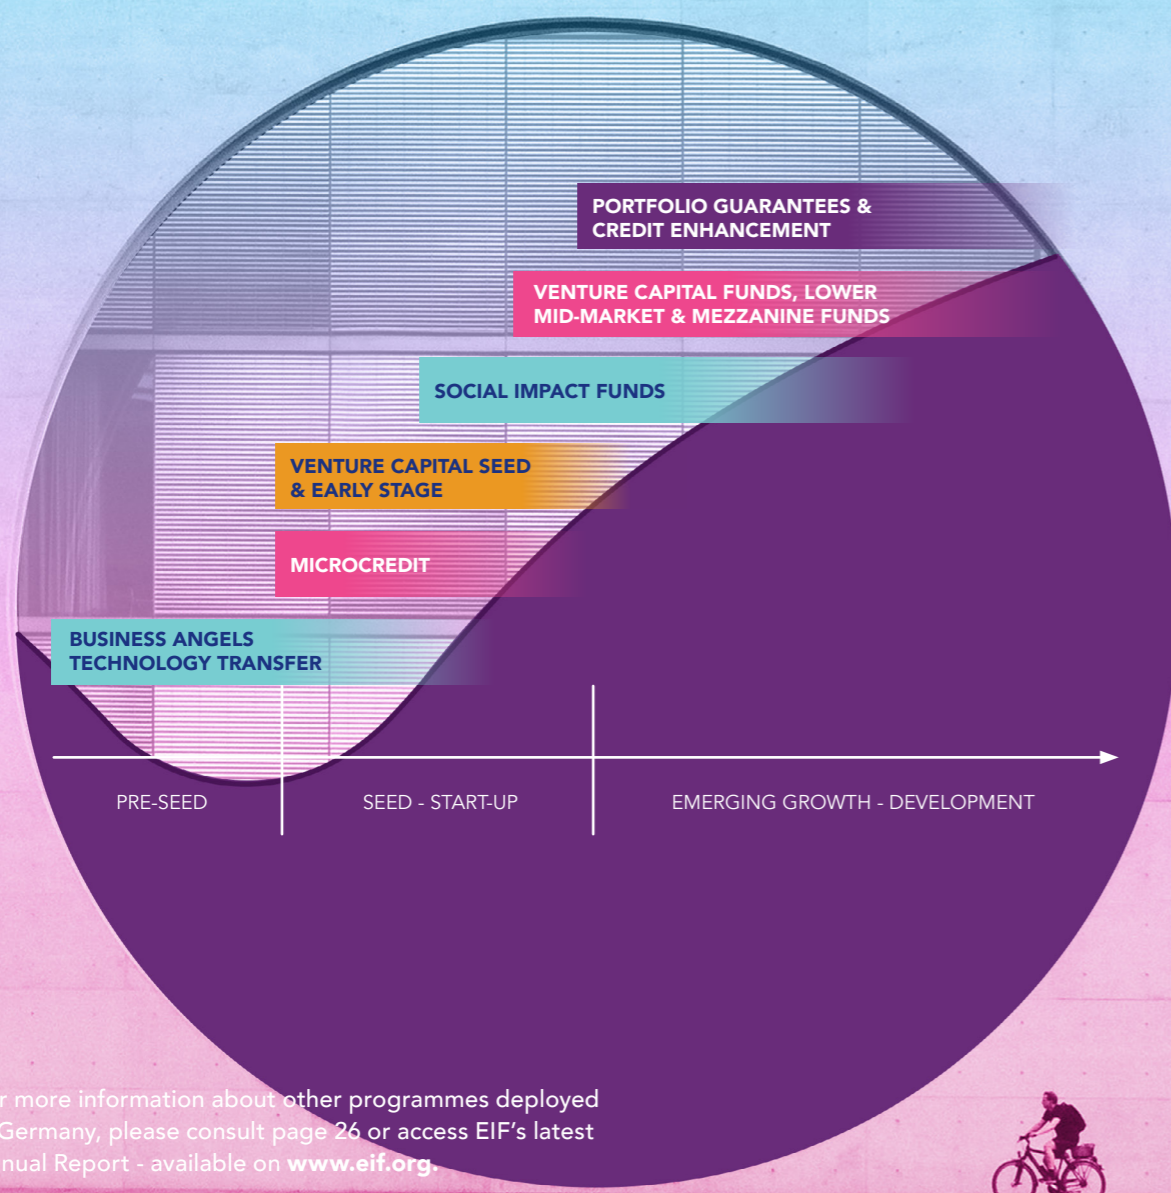 PORTFOLIO GUARANTEES &
CREDIT ENHANCEMENT
VENTURE CAPITAL FUNDS, LOWER
MID-MARKET & MEZZANINE FUNDS
SOCIAL IMPACT FUNDS
VENTURE CAPITAL SEED
& EARLY STAGE
MICROCREDIT
BUSINESS ANGELS
TECHNOLOGY TRANSFER
PRE-SEED
SEED - START-UP
EMERGING GROWTH - DEVELOPMENT
more information about other programmes deployed
Germany, please consult page 26 or access EIF's latest
Report - available on www.eif.org.